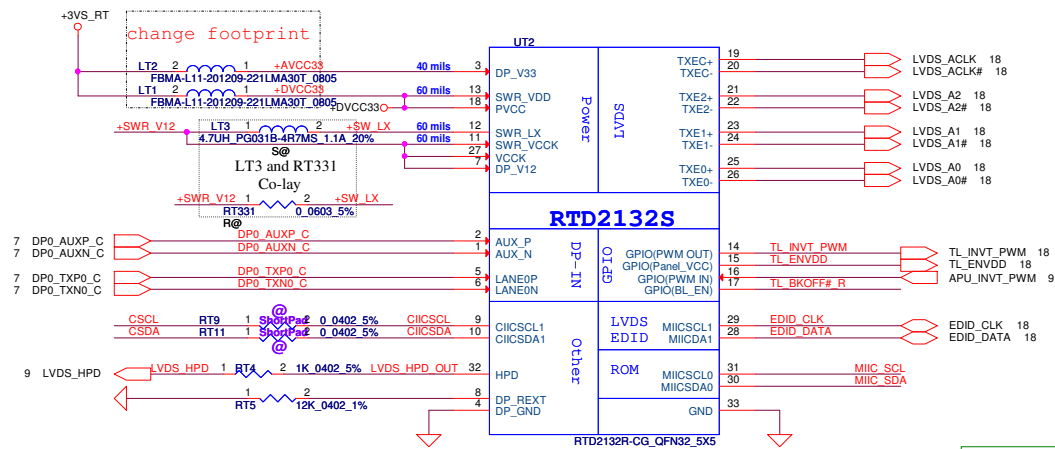 +3VS_RT
change footprint
UT2
LT2 2 1 +AVCC33 40 mils 3 DP_V33
FBMA-L11-201209-221LMA30T_0805
LT1 2 1 +DVCC33 60 mils 13 SWR_VDD
FBMA-L11-201209-221LMA30T_0805
+DVCC33 18 PVCC
+SWR_V12 LT3 1 2 +SW_LX 60 mils 12 SWR_LX
4.7UH_PG031B-4R7MS_1.1A_20% 60 mils 11 SWR_VCCK
S@ 27 VCCK
7 DP_V12
LT3 and RT331
Co-lay
+SWR_V12 1 2 +SW_LX
RT331 0_0603_5%
R@
Power
LVDS
TXEC+ 19 LVDS_ACLK 18
TXEC- 20 LVDS_ACLK# 18
TXE2+ 21 LVDS_A2 18
TXE2- 22 LVDS_A2# 18
TXE1+ 23 LVDS_A1 18
TXE1- 24 LVDS_A1# 18
TXE0+ 25 LVDS_A0 18
TXE0- 26 LVDS_A0# 18
RTD2132S
7 DP0_AUXP_C DP0_AUXP_C 2 AUX_P
7 DP0_AUXN_C DP0_AUXN_C 1 AUX_N
7 DP0_TXP0_C DP0_TXP0_C 5 LANE0P
7 DP0_TXN0_C DP0_TXN0_C 6 LANE0N
DP-IN
GPIO
GPIO(PWM OUT) 14 TL_INVT_PWM TL_INVT_PWM 18
GPIO(Panel_VCC) 15 TL_ENVDD TL_ENVDD 18
GPIO(PWM IN) 16 APU_INVT_PWM 9
GPIO(BL_EN) 17 TL_BKOFF#_R
@
CSCL RT9 1 ShortPad 2 0_0402_5% CIICSCL 9 CIICSCL1
CSDA RT11 1 ShortPad 2 0_0402_5% CIICSDA 10 CIICSDA1
@
Other
LVDS
EDID
MIICSCL1 29 EDID_CLK EDID_CLK 18
MIICDA1 28 EDID_DATA EDID_DATA 18
9 LVDS_HPD LVDS_HPD 1 RT4 2 1K_0402_5% LVDS_HPD_OUT 32 HPD
ROM
MIICSCL0 31 MIIC_SCL
MIICSDA0 30 MIIC_SDA
1 2 8 DP_REXT
RT5 12K_0402_1% 4 DP_GND
GND 33
RTD2132R-CG_QFN32_5X5